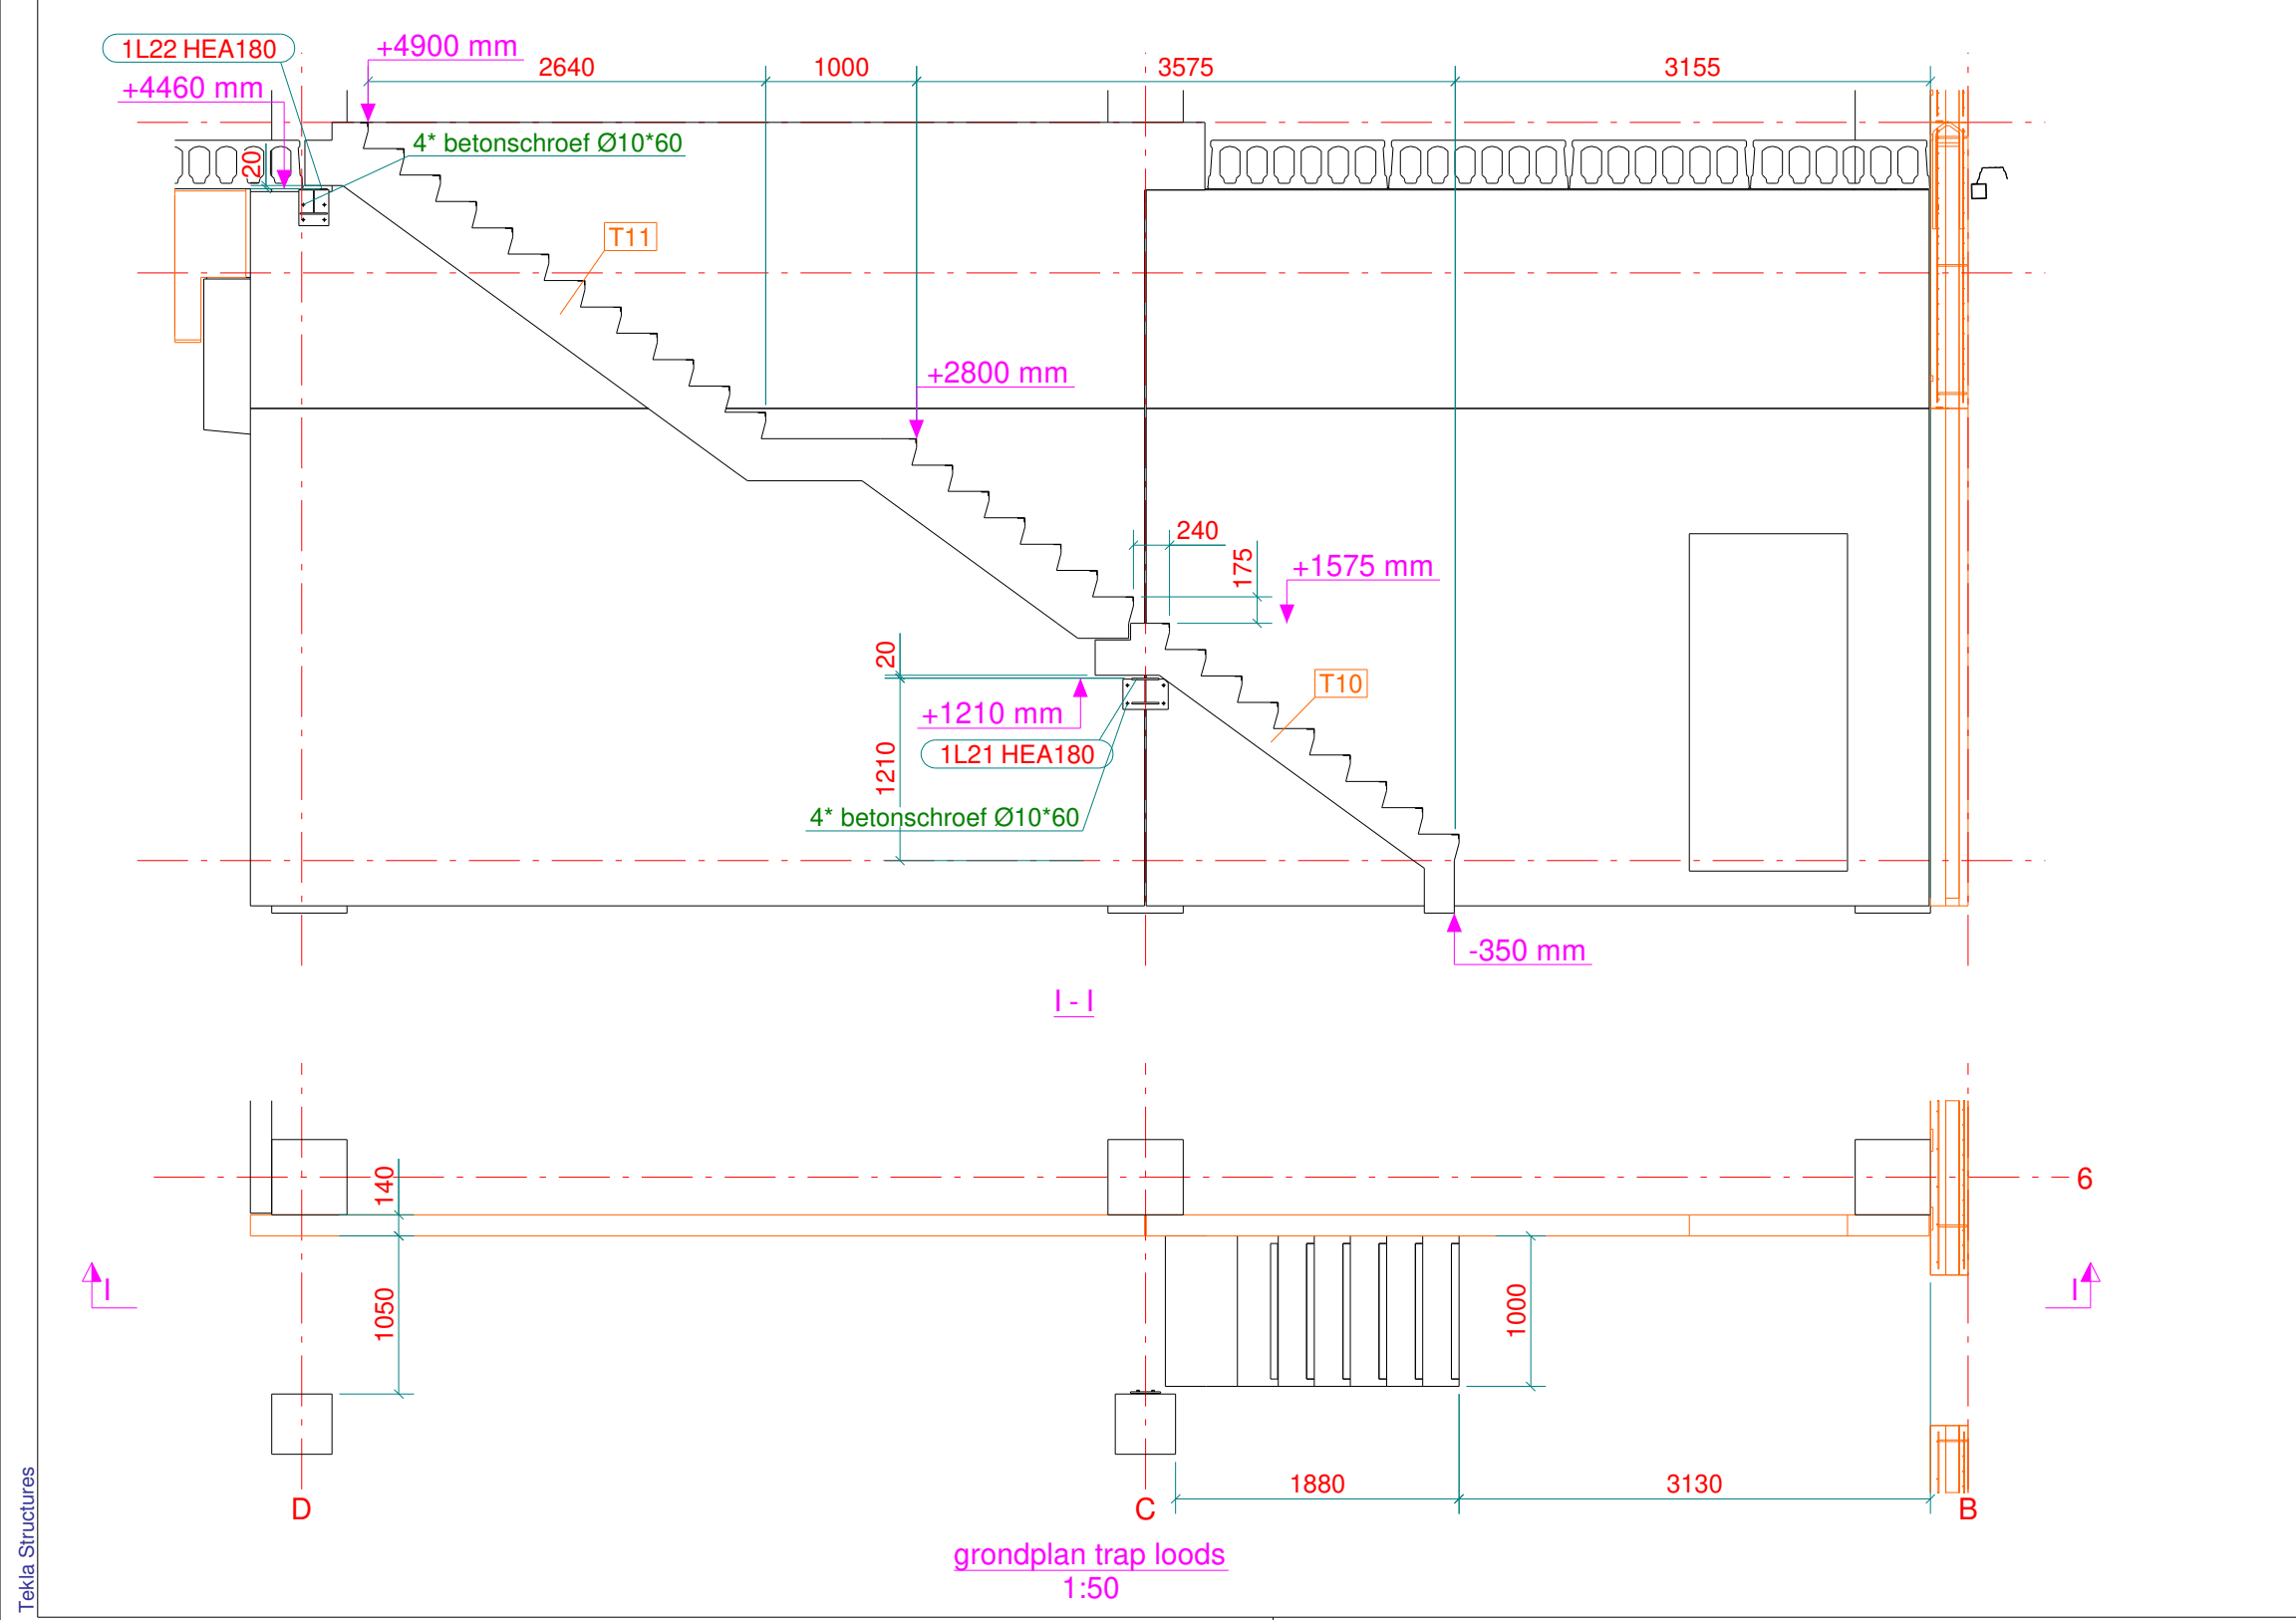 1L22 HEA180
+4900 mm
+4460 mm
2640
1000
3575
3155
4* betonschroef Ø10*60
20
T11
+2800 mm
240
175
+1575 mm
20
T10
+1210 mm
1L21 HEA180
1210
4* betonschroef Ø10*60
-350 mm
I - I
140
6
I
I
1050
1000
1880
3130
D
C
B
grondplan trap loods
1:50
Tekla Structures